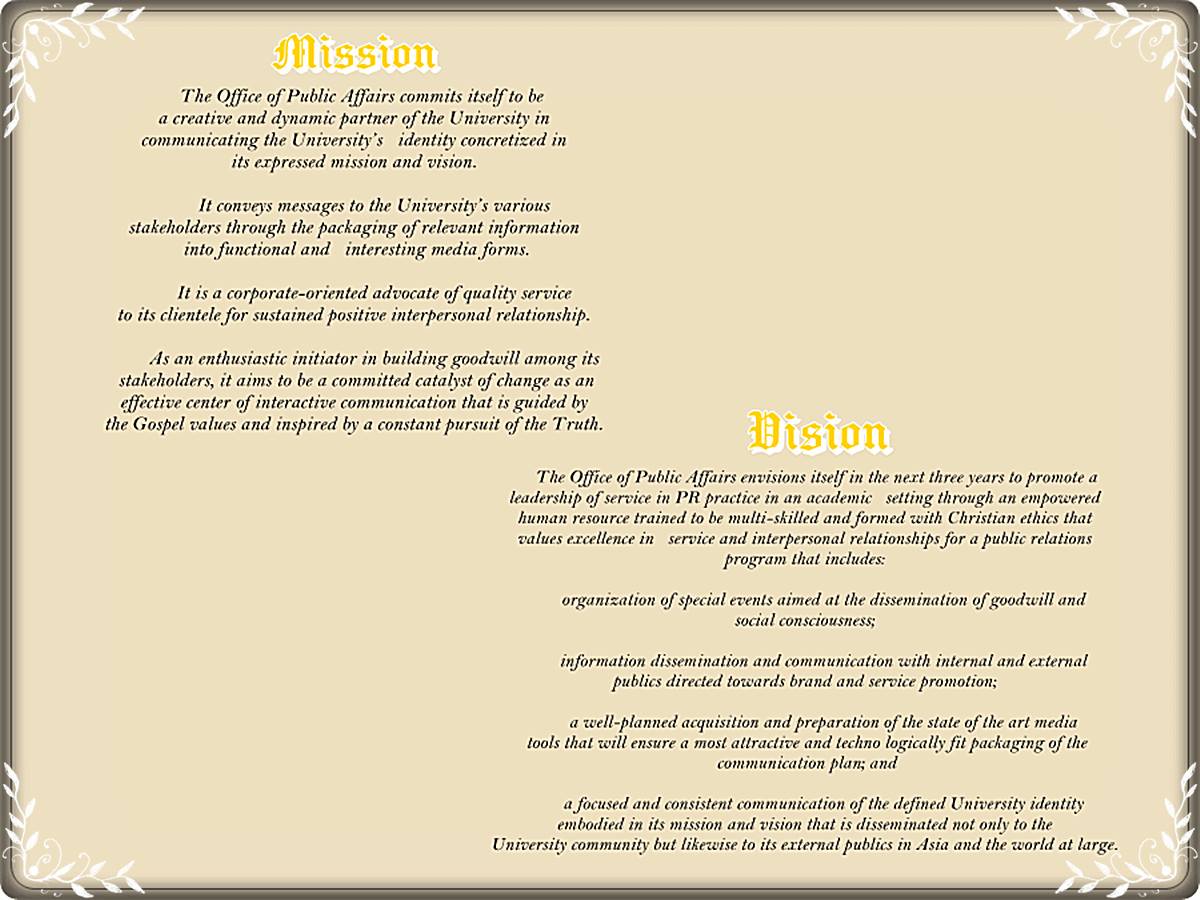 Mission
The Office of Public Affairs commits itself to be
a creative and dynamic partner of the University in
communicating the University's identity concretized in
its expressed mission and vision.
It conveys messages to the University's various
stakeholders through the packaging of relevant information
into functional and interesting media forms.
It is a corporate-oriented advocate of quality service
to its clientele for sustained positive interpersonal relationship.
As an enthusiastic initiator in building goodwill among its
stakeholders, it aims to be a committed catalyst of change as an
effective center of interactive communication that is guided by
the Gospel values and inspired by a constant pursuit of the Truth.
Vision
The Office of Public Affairs envisions itself in the next three years to promote a
leadership of service in PR practice in an academic setting through an empowered
human resource trained to be multi-skilled and formed with Christian ethics that
values excellence in service and interpersonal relationships for a public relations
program that includes:
organization of special events aimed at the dissemination of goodwill and
social consciousness;
information dissemination and communication with internal and external
publics directed towards brand and service promotion;
a well-planned acquisition and preparation of the state of the art media
tools that will ensure a most attractive and techno logically fit packaging of the
communication plan; and
a focused and consistent communication of the defined University identity
embodied in its mission and vision that is disseminated not only to the
University community but likewise to its external publics in Asia and the world at large.